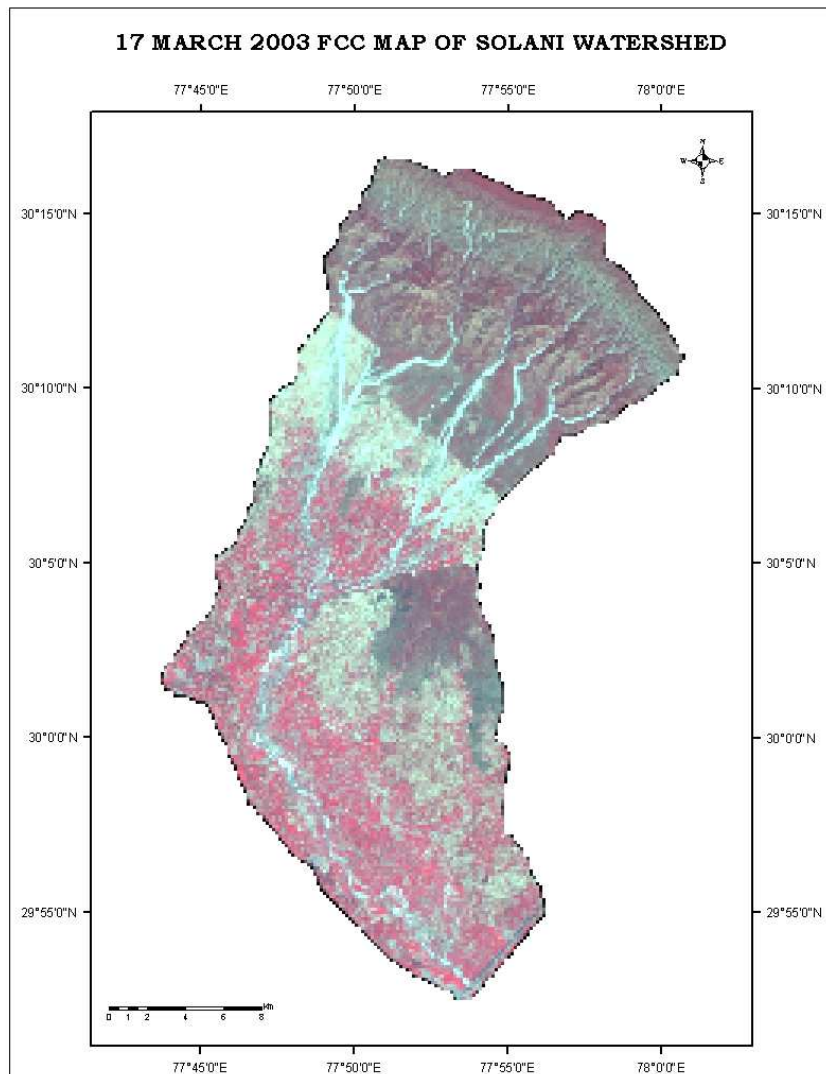 17 MARCH 2003 FCC MAP OF SOLANI WATERSHED
77°45'0"E 77°50'0"E 77°55'0"E 78°0'0"E
N
W E
S
30°15'0"N 30°15'0"N
30°10'0"N 30°10'0"N
30°5'0"N 30°5'0"N
30°0'0"N 30°0'0"N
29°55'0"N 29°55'0"N
Km
0 1 2 4 6 8
77°45'0"E 77°50'0"E 77°55'0"E 78°0'0"E